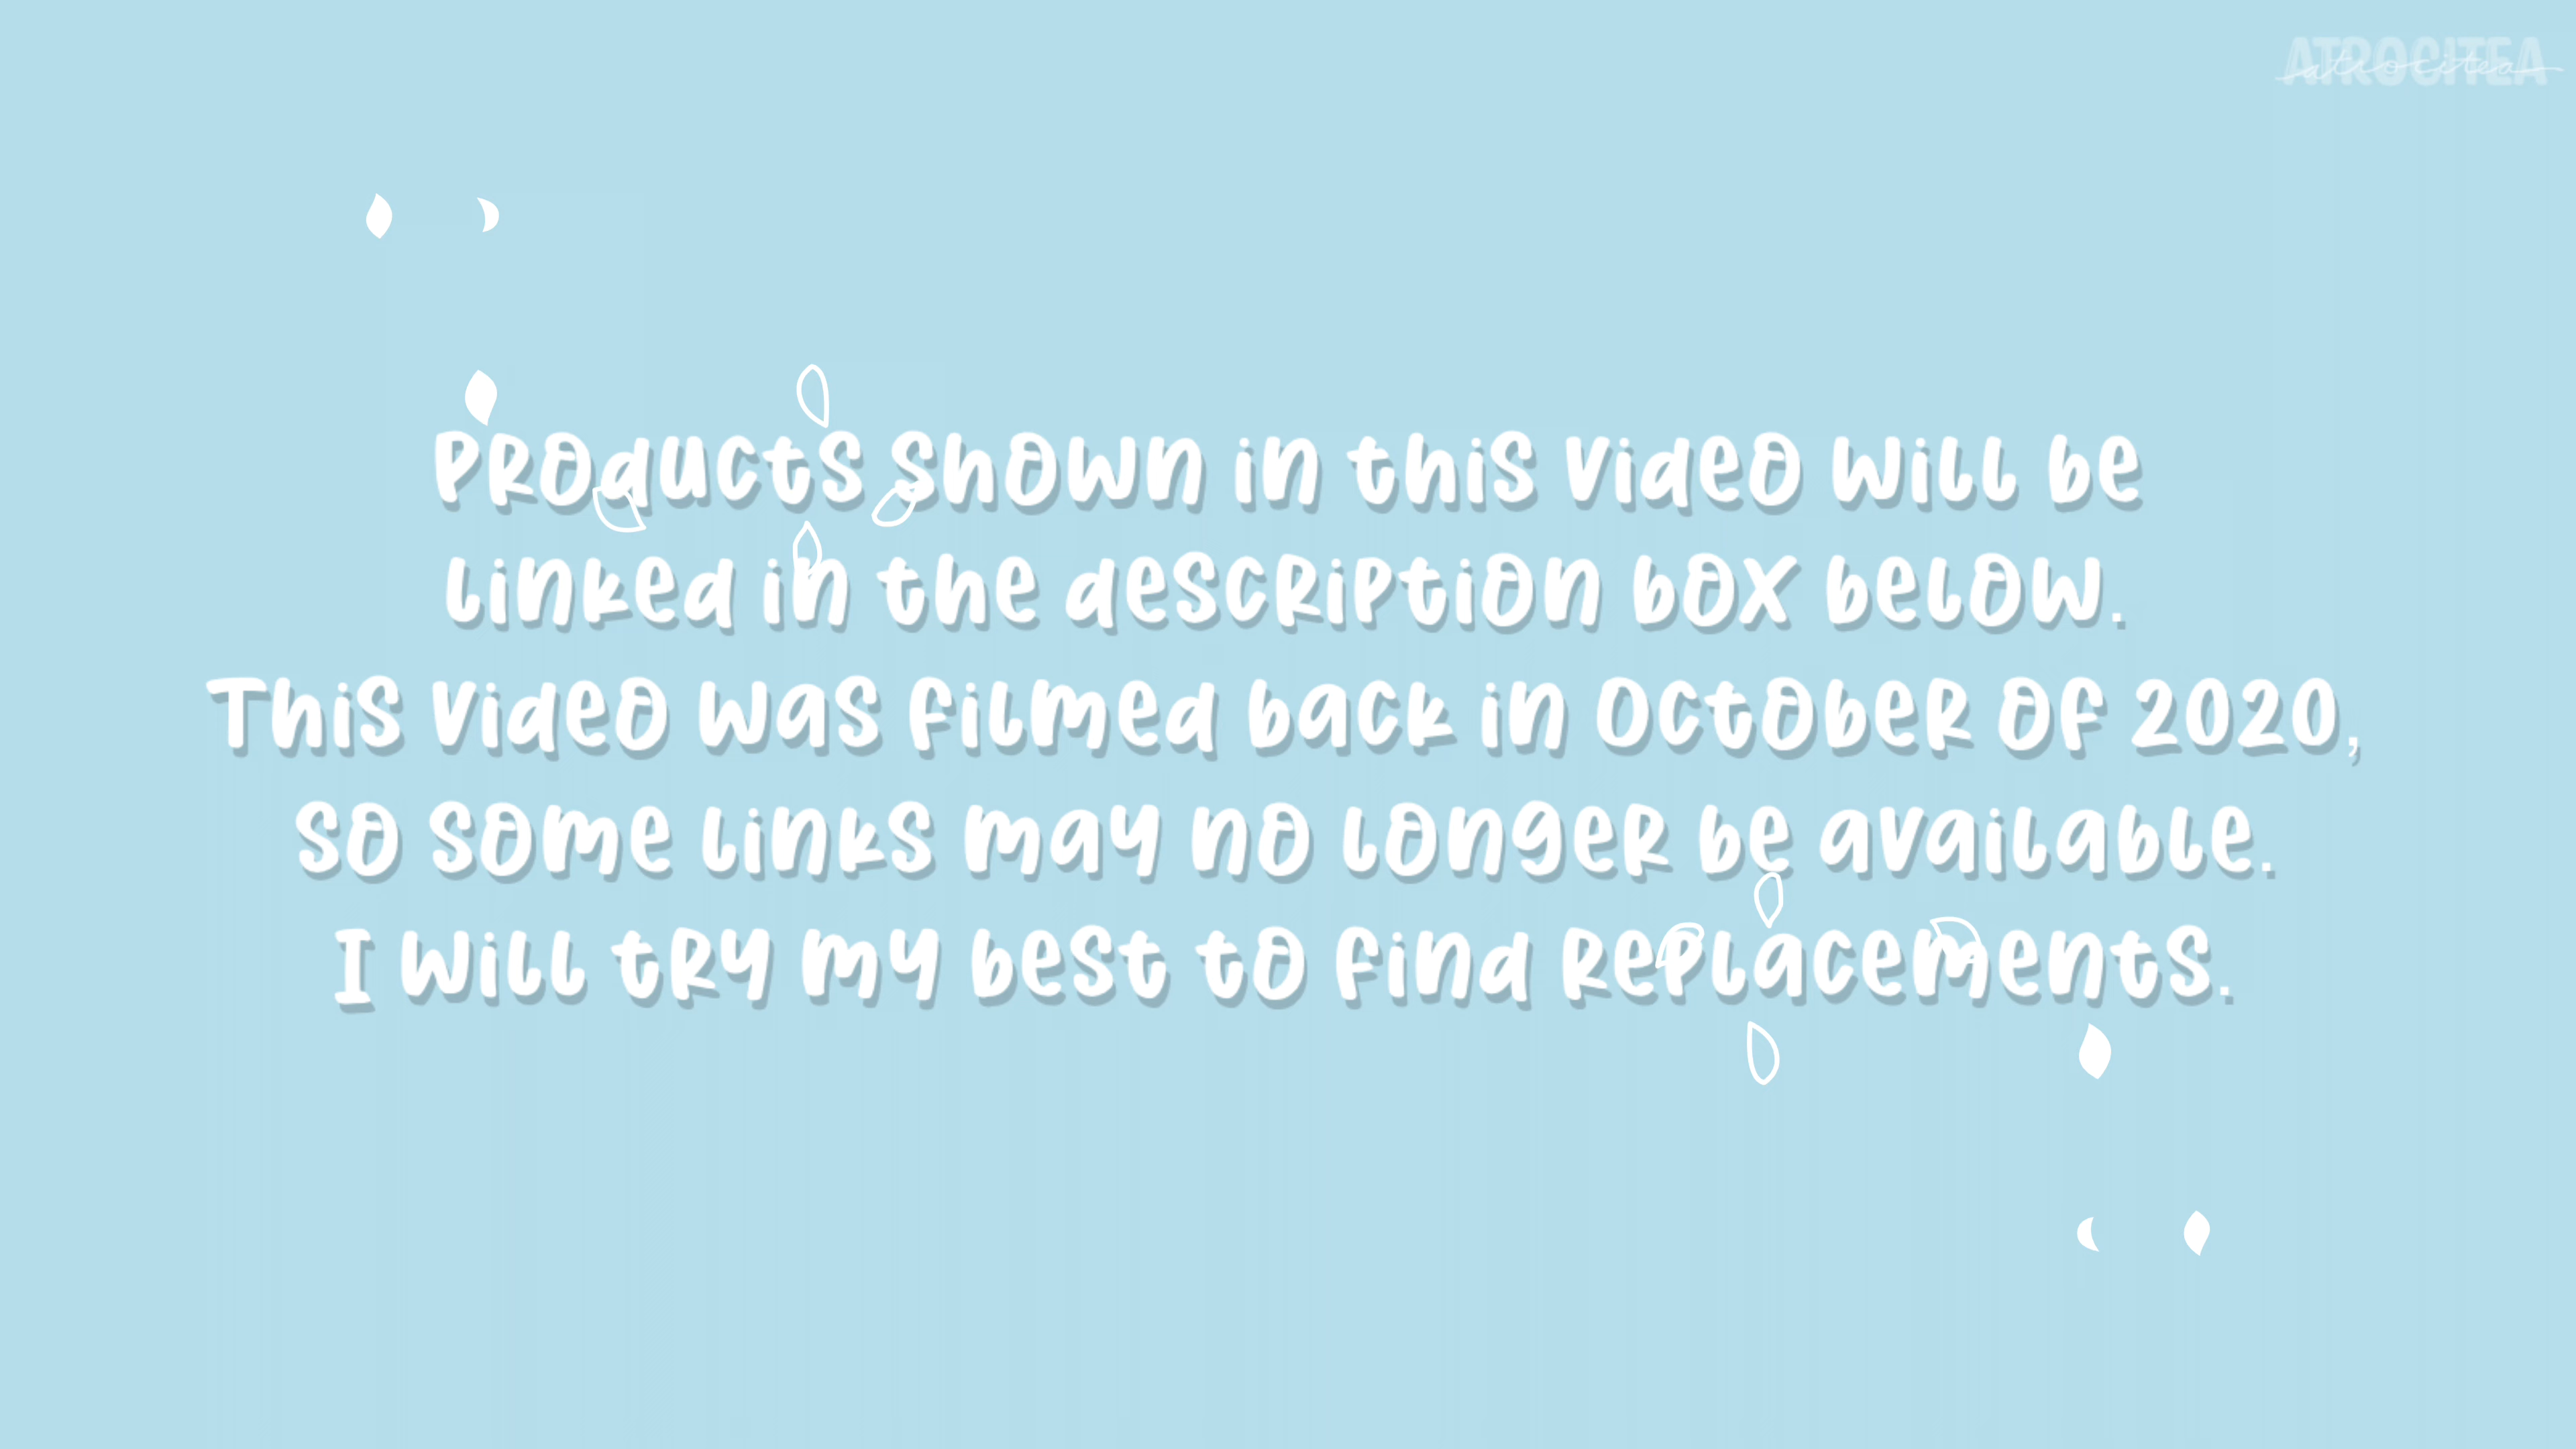 ATROCITEA
atrocitea
Products shown in this video will be
linked in the description box below.
This video was filmed back in October of 2020,
so some links may no longer be available.
I will try my best to find replacements.